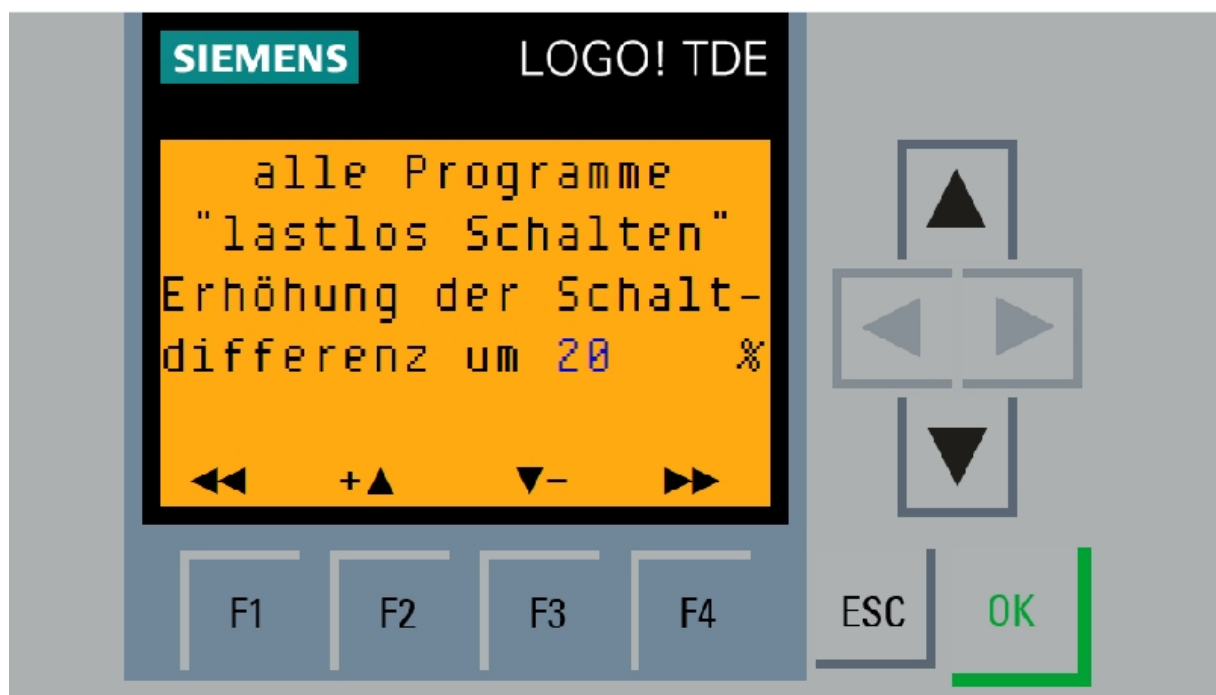 SIEMENS LOGO! TDE
alle Programme
"lastlos Schalten"
Erhöhung der Schalt-
differenz um 20 %
◀◀ +▲ ▼- ▶▶
F1 F2 F3 F4 ESC OK